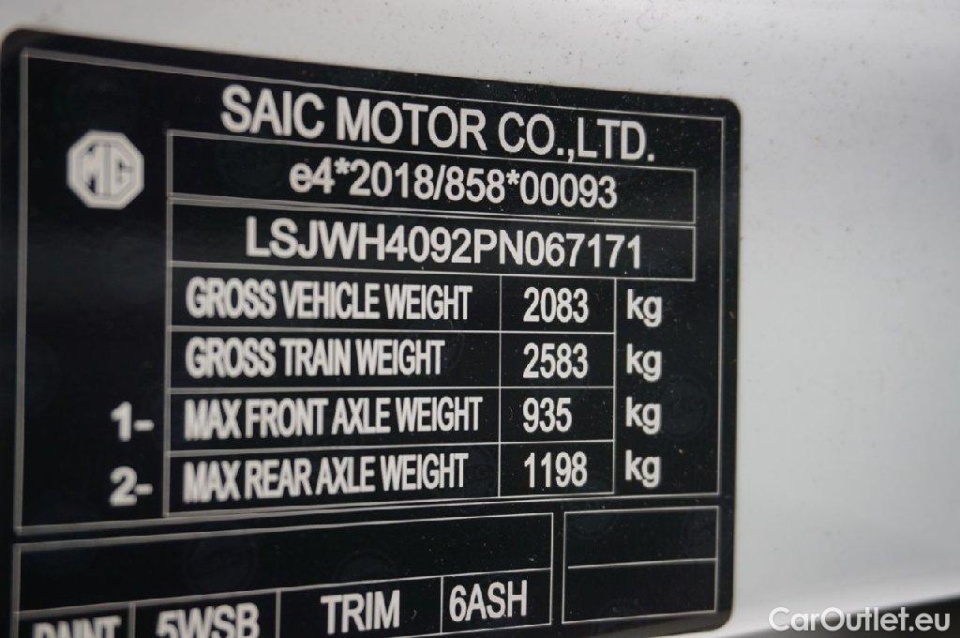 SAIC MOTOR CO.,LTD.
MG
e4*2018/858*00093
LSJWH4092PN067171
GROSS VEHICLE WEIGHT 2083 kg
GROSS TRAIN WEIGHT 2583 kg
1- MAX FRONT AXLE WEIGHT 935 kg
2- MAX REAR AXLE WEIGHT 1198 kg
PAINT 5WSB TRIM 6ASH
CarOutlet.eu